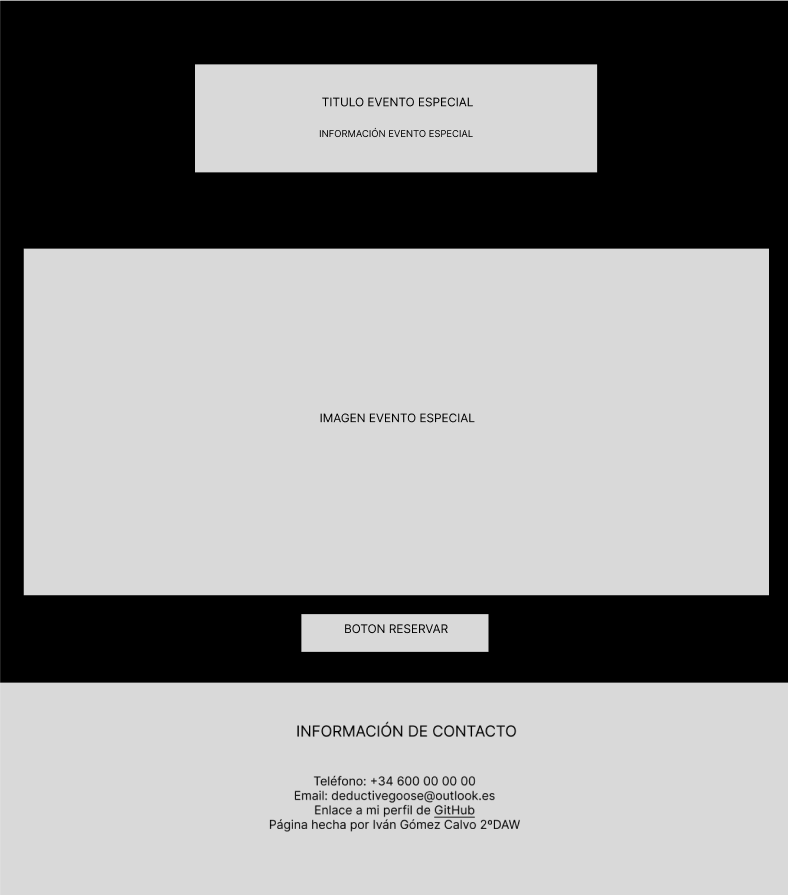 TITULO EVENTO ESPECIAL
INFORMACIÓN EVENTO ESPECIAL
IMAGEN EVENTO ESPECIAL
BOTON RESERVAR
INFORMACIÓN DE CONTACTO
Teléfono: +34 600 00 00 00
Email: deductivegoose@outlook.es
Enlace a mi perfil de GitHub
Página hecha por Iván Gómez Calvo 2ºDAW